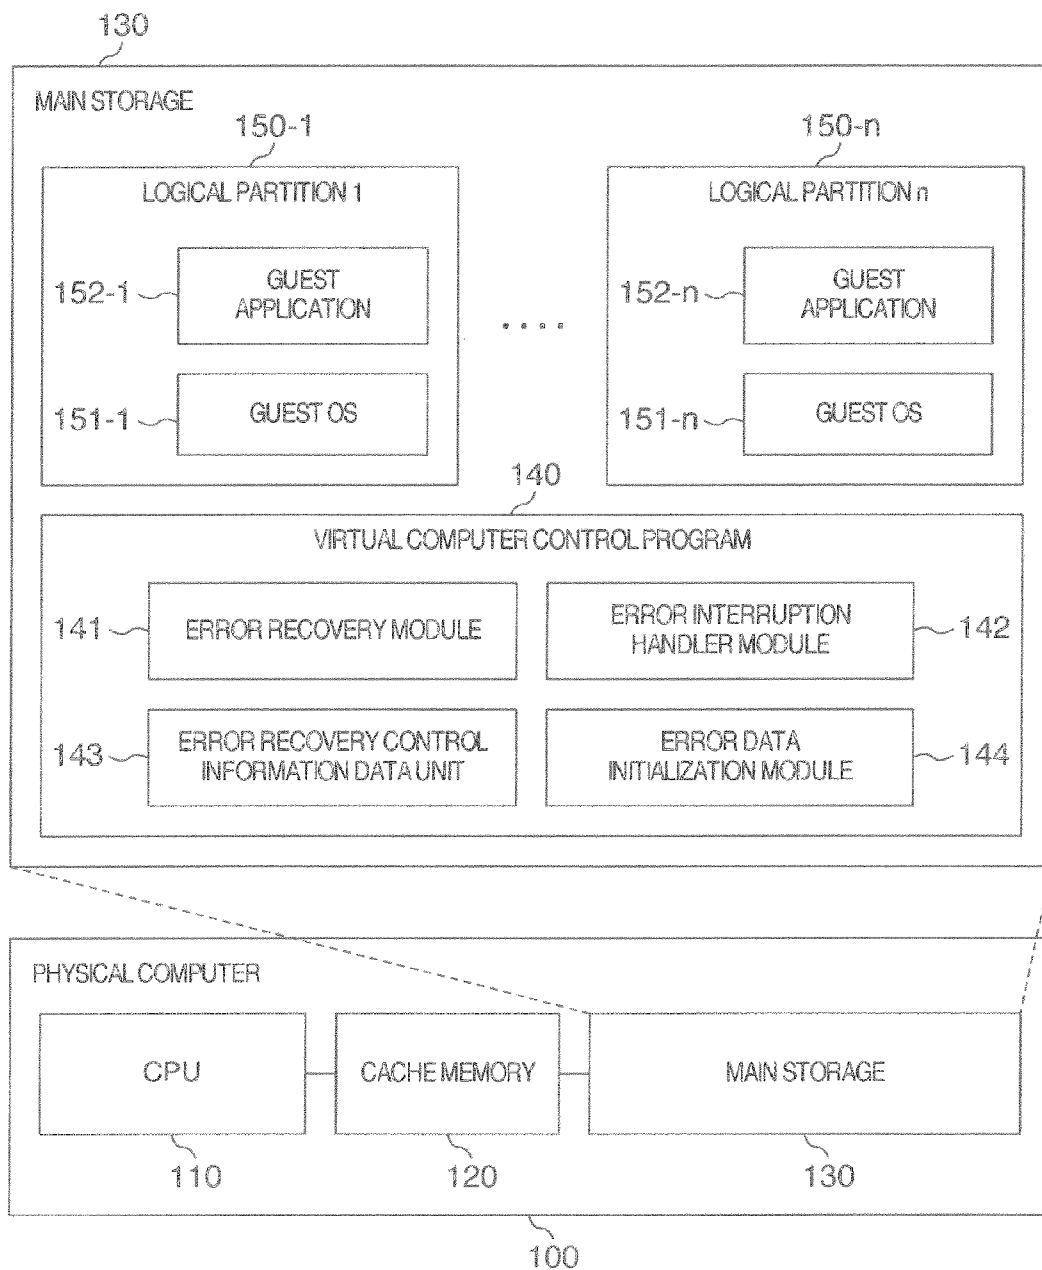 130
MAIN STORAGE
150-1
150-n
LOGICAL PARTITION 1
LOGICAL PARTITION n
152-1
GUEST
APPLICATION
152-n
GUEST
APPLICATION
151-1
GUEST OS
151-n
GUEST OS
140
VIRTUAL COMPUTER CONTROL PROGRAM
141
ERROR RECOVERY MODULE
ERROR INTERRUPTION
HANDLER MODULE
142
143
ERROR RECOVERY CONTROL
INFORMATION DATA UNIT
ERROR DATA
INITIALIZATION MODULE
144
PHYSICAL COMPUTER
CPU
CACHE MEMORY
MAIN STORAGE
110
120
130
100